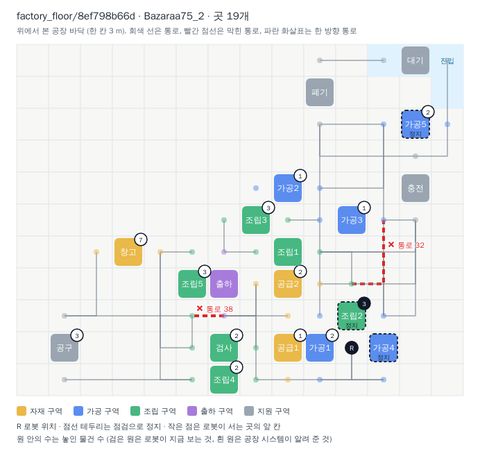 factory_floor/8ef798b66d · Bazaraa75_2 · 곳 19개
위에서 본 공장 바닥 (한 칸 3 m). 회색 선은 통로, 빨간 점선은 막힌 통로, 파란 화살표는 한 방향 통로
대기
전립
폐기
2
가공5
정지
1
가공2
충전
3
조립3
1
가공3
7
창고
조립1
✕ 통로 32
3
조립5
출하
2
공급2
✕ 통로 38
3
조립2
정지
3
공구
2
검사
1
공급1
2
가공1
R
가공4
정지
2
조립4
자재 구역
가공 구역
조립 구역
출하 구역
지원 구역
R 로봇 위치 · 점선 테두리는 점검으로 정지 · 작은 점은 로봇이 서는 곳의 앞 칸
원 안의 수는 놓인 물건 수 (검은 원은 로봇이 지금 보는 것, 흰 원은 공장 시스템이 알려 준 것)